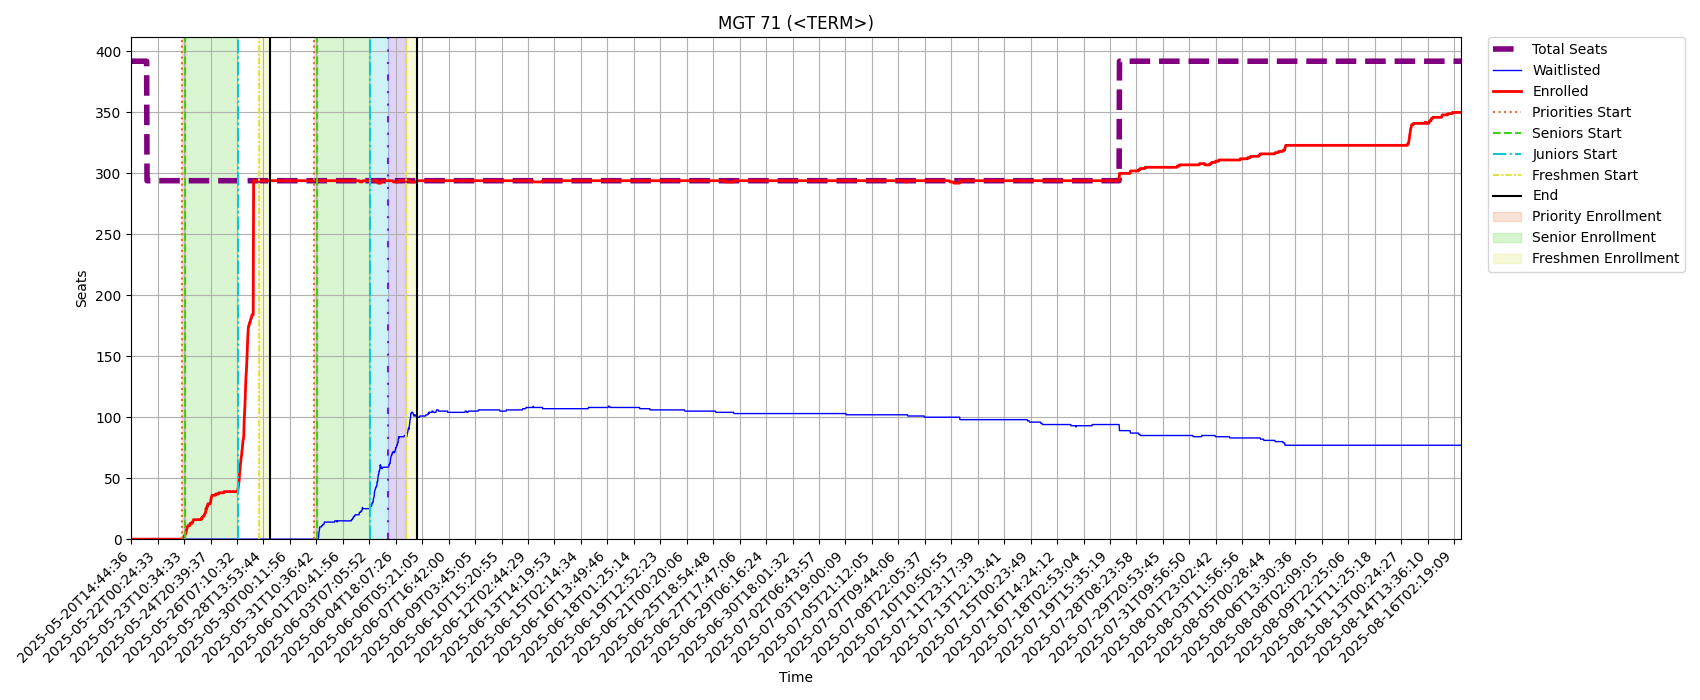 MGT 71 (<TERM>)
Seats
400
350
300
250
200
150
100
50
0
2025-05-20T14:44:36
2025-05-22T00:24:33
2025-05-23T10:34:33
2025-05-24T20:39:37
2025-05-26T07:10:32
2025-05-28T13:53:44
2025-05-30T00:11:56
2025-05-31T10:36:42
2025-06-01T20:41:56
2025-06-03T07:05:52
2025-06-04T18:07:26
2025-06-06T05:21:05
2025-06-07T16:42:00
2025-06-09T03:45:05
2025-06-10T15:20:55
2025-06-12T02:44:29
2025-06-13T14:19:53
2025-06-15T02:14:34
2025-06-16T13:49:46
2025-06-18T01:25:14
2025-06-19T12:52:23
2025-06-21T00:20:06
2025-06-25T18:54:48
2025-06-27T17:47:06
2025-06-29T06:16:24
2025-06-30T18:01:32
2025-07-02T06:43:57
2025-07-03T19:00:09
2025-07-05T21:12:05
2025-07-07T09:44:06
2025-07-08T22:05:37
2025-07-10T10:50:55
2025-07-11T23:17:39
2025-07-13T12:13:41
2025-07-15T00:23:49
2025-07-16T14:24:12
2025-07-18T02:53:04
2025-07-19T15:35:19
2025-07-28T08:23:58
2025-07-29T20:53:45
2025-07-31T09:56:50
2025-08-01T23:02:42
2025-08-03T11:56:56
2025-08-05T00:28:44
2025-08-06T13:30:36
2025-08-08T02:09:05
2025-08-09T22:25:06
2025-08-11T11:25:18
2025-08-13T00:24:27
2025-08-14T13:36:10
2025-08-16T02:19:09
Time
Total Seats
Waitlisted
Enrolled
Priorities Start
Seniors Start
Juniors Start
Freshmen Start
End
Priority Enrollment
Senior Enrollment
Freshmen Enrollment